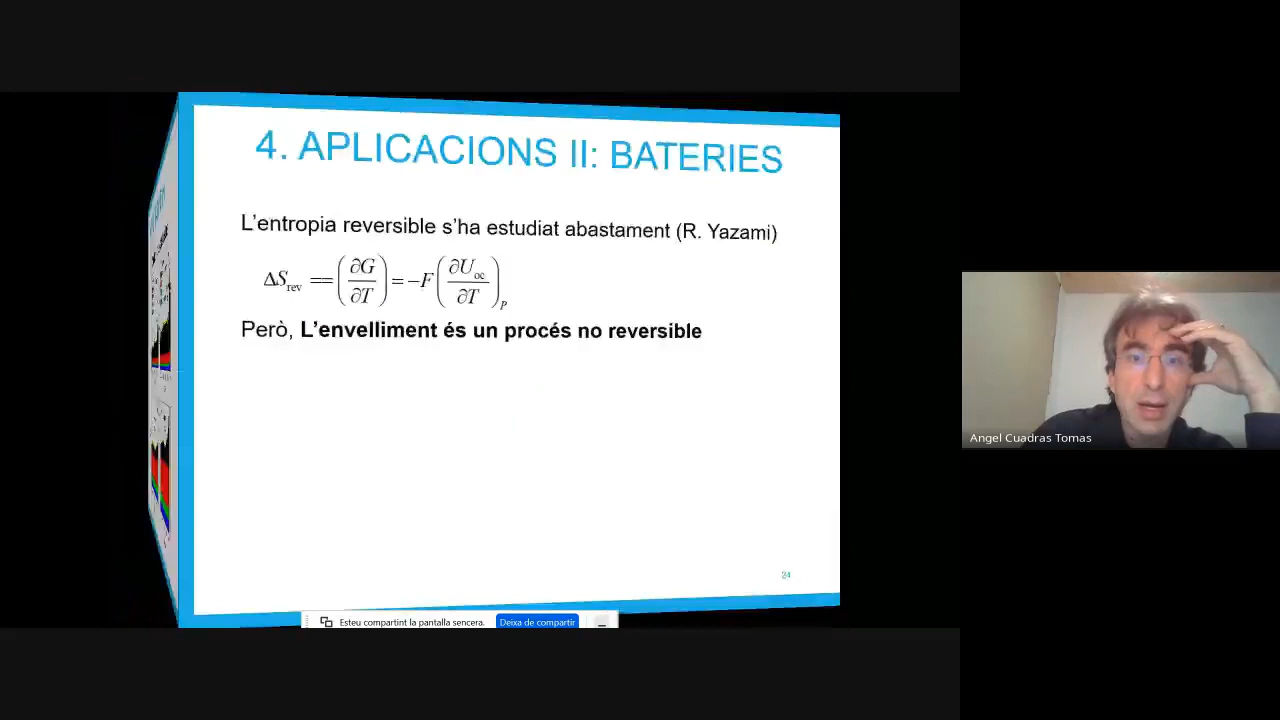 4. APLICACIONS II: BATERIES
L'entropia reversible s'ha estudiat abastament (R. Yazami)
ΔS_rev == (∂G/∂T) = −F (∂U_oc/∂T)_P
Però, L'envelliment és un procés no reversible
24
Esteu compartint la pantalla sencera. Deixa de compartir
Angel Cuadras Tomas